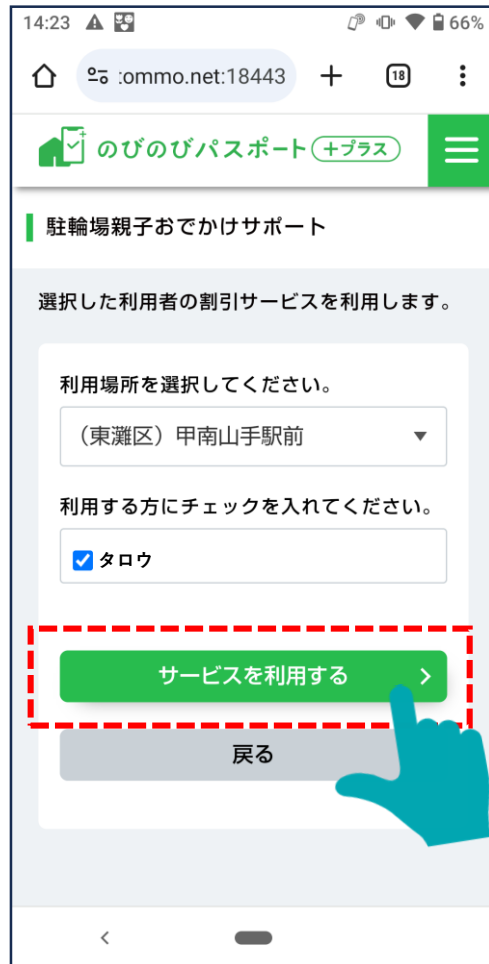 14:23
66%
:ommo.net:18443
18
のびのびパスポート +プラス
駐輪場親子おでかけサポート
選択した利用者の割引サービスを利用します。
利用場所を選択してください。
（東灘区）甲南山手駅前
利用する方にチェックを入れてください。
タロウ
サービスを利用する
戻る